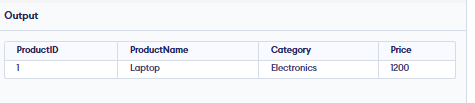 Output
ProductID ProductName Category Price
1 Laptop Electronics 1200